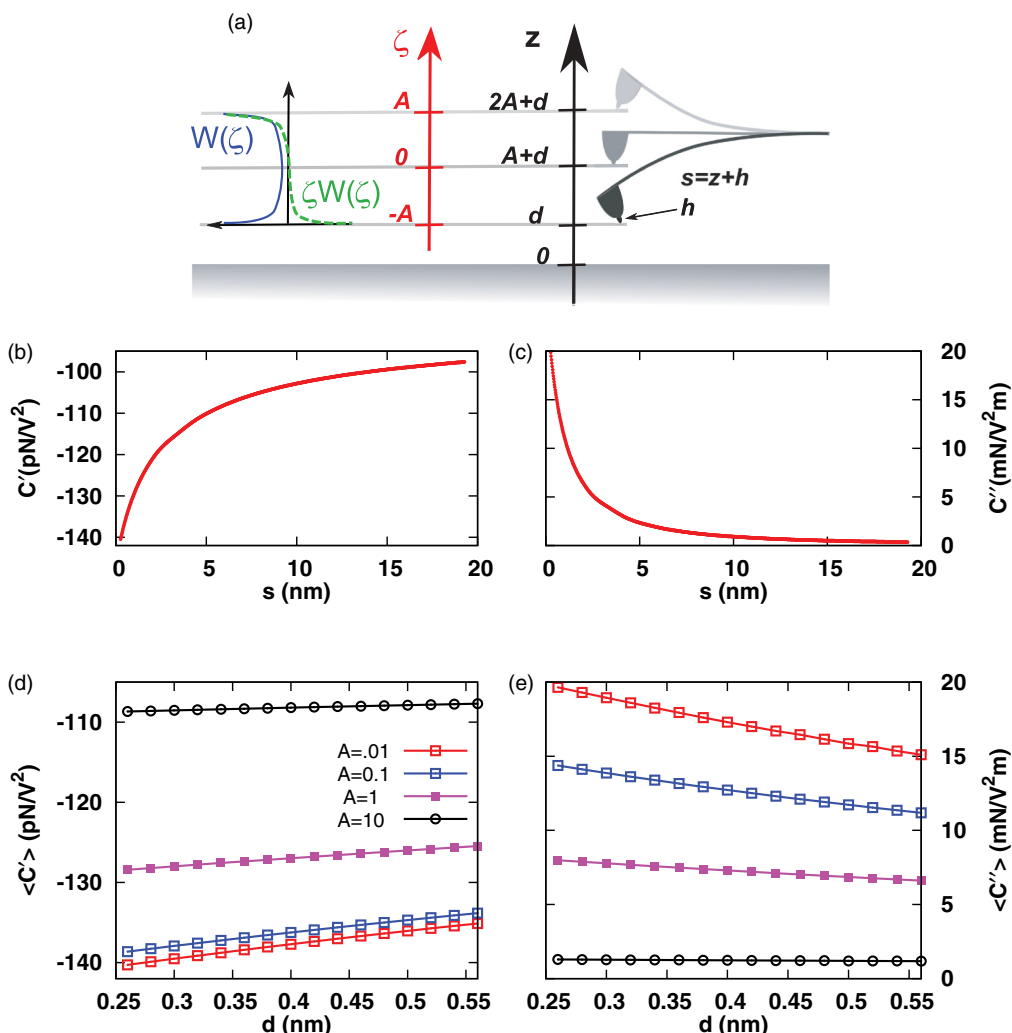 (a)
ζ
z
A
2A+d
W(ζ)
0
A+d
s=z+h
ζW(ζ)
-A
d
h
0
(b)
C′(pN/V²)
-100
-110
-120
-130
-140
0
5
10
15
20
s (nm)
(c)
20
15
10
5
0
C″(mN/V²m)
0
5
10
15
20
s (nm)
(d)
<C′> (pN/V²)
-110
-120
-130
-140
A=.01
A=0.1
A=1
A=10
0.25
0.3
0.35
0.4
0.45
0.5
0.55
d (nm)
(e)
20
15
10
5
0
<C″> (mN/V²m)
0.25
0.3
0.35
0.4
0.45
0.5
0.55
d (nm)